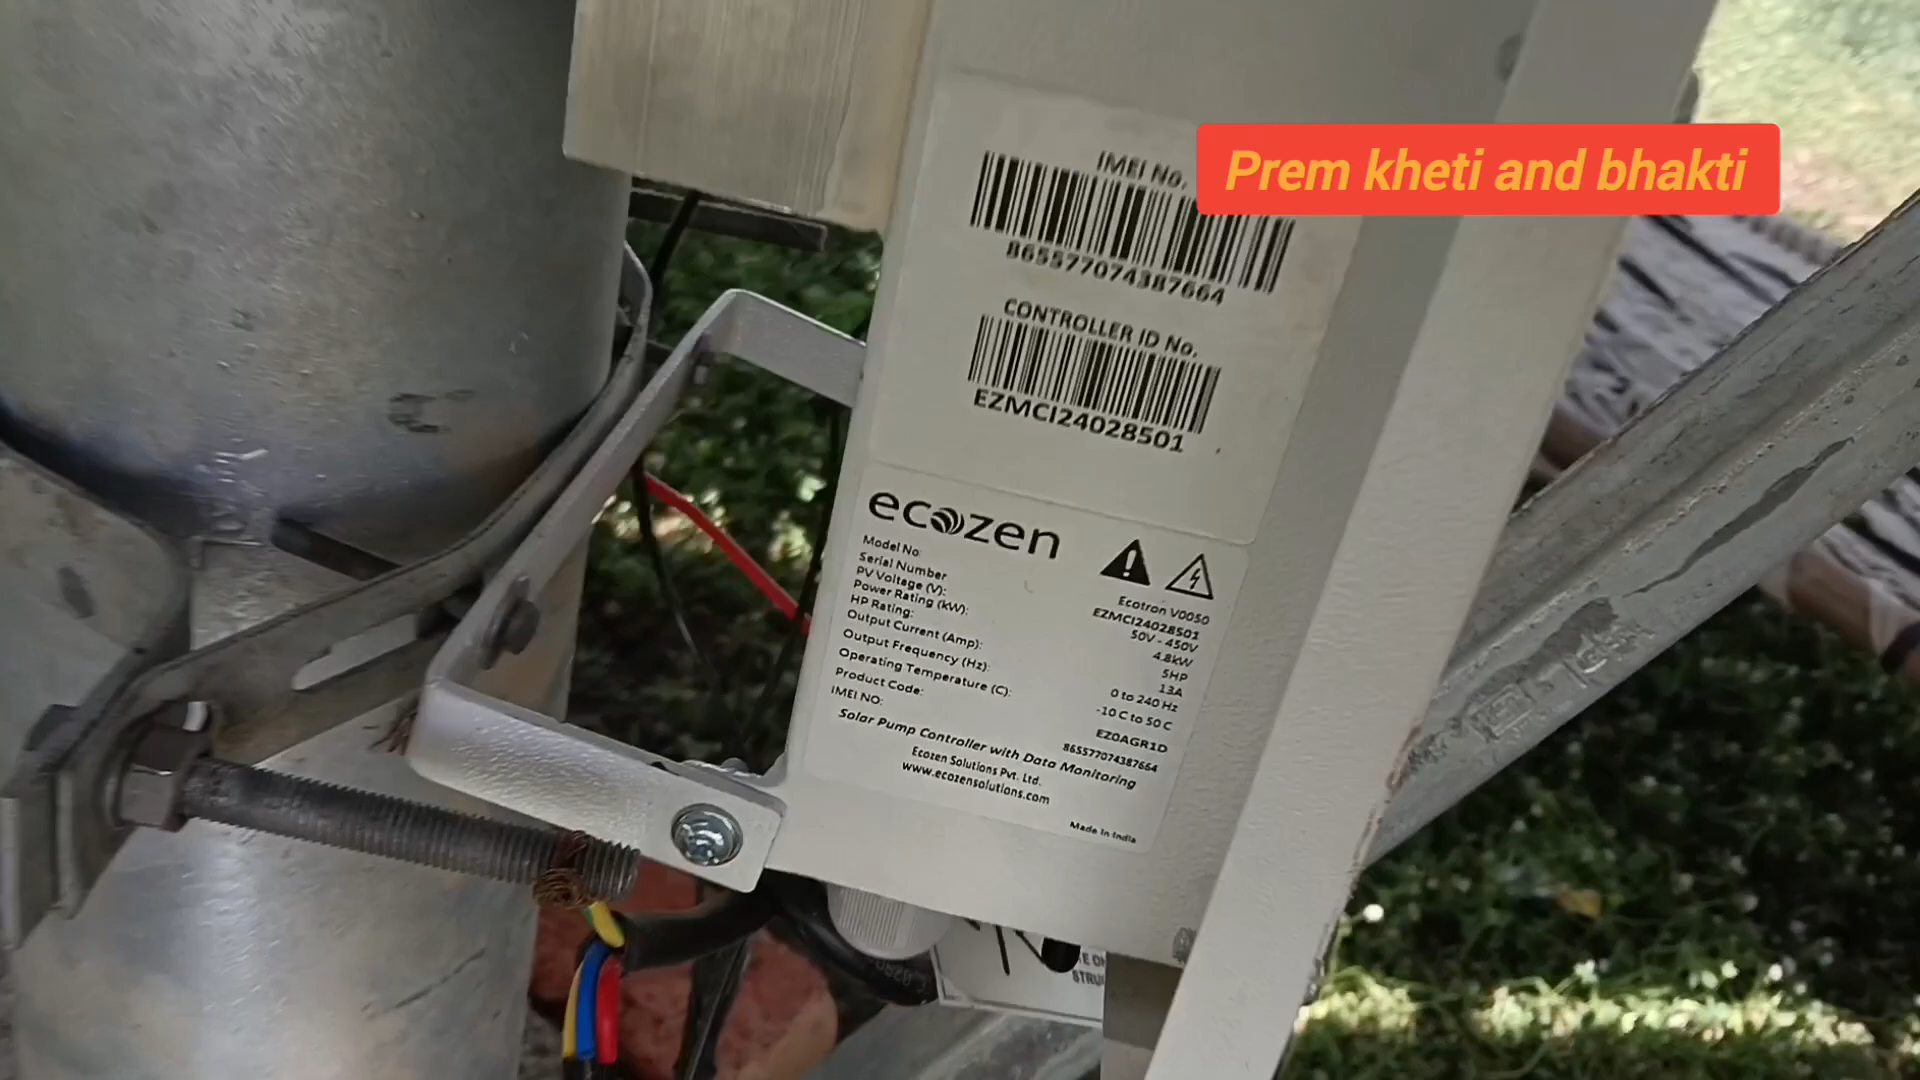 Prem kheti and bhakti
IMEI No.
865577074387664
CONTROLLER ID No.
EZMCI24028501
ecozen
Model No: Ecotron V0050
Serial Number EZMCI24028501
PV Voltage (V): 50V - 450V
Power Rating (kW): 4.8kW
HP Rating: 5HP
Output Current (Amp): 13A
Output Frequency (Hz): 0 to 240 Hz
Operating Temperature (C): -10 C to 50 C
Product Code: EZ0AGR1D
IMEI NO: 865577074387664
Solar Pump Controller with Data Monitoring
Ecozen Solutions Pvt. Ltd.
www.ecozensolutions.com
Made in India